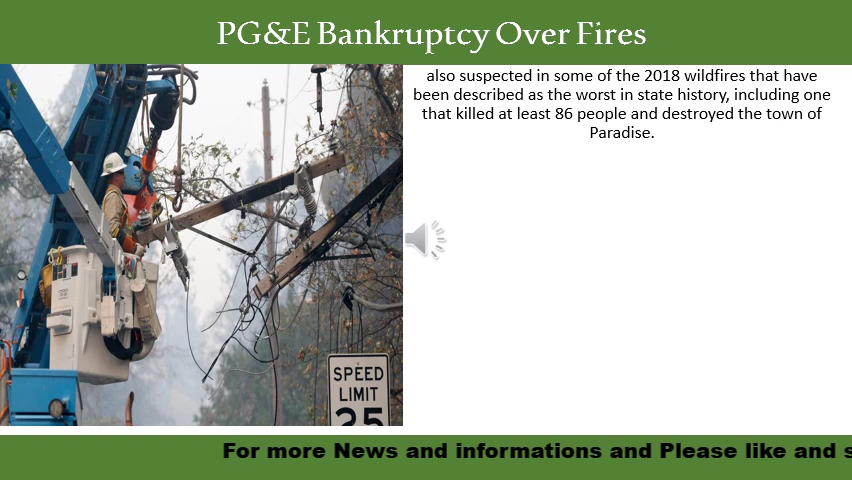 PG&E Bankruptcy Over Fires
also suspected in some of the 2018 wildfires that have
been described as the worst in state history, including one
that killed at least 86 people and destroyed the town of
Paradise.
SPEED
LIMIT
25
For more News and informations and Please like and s